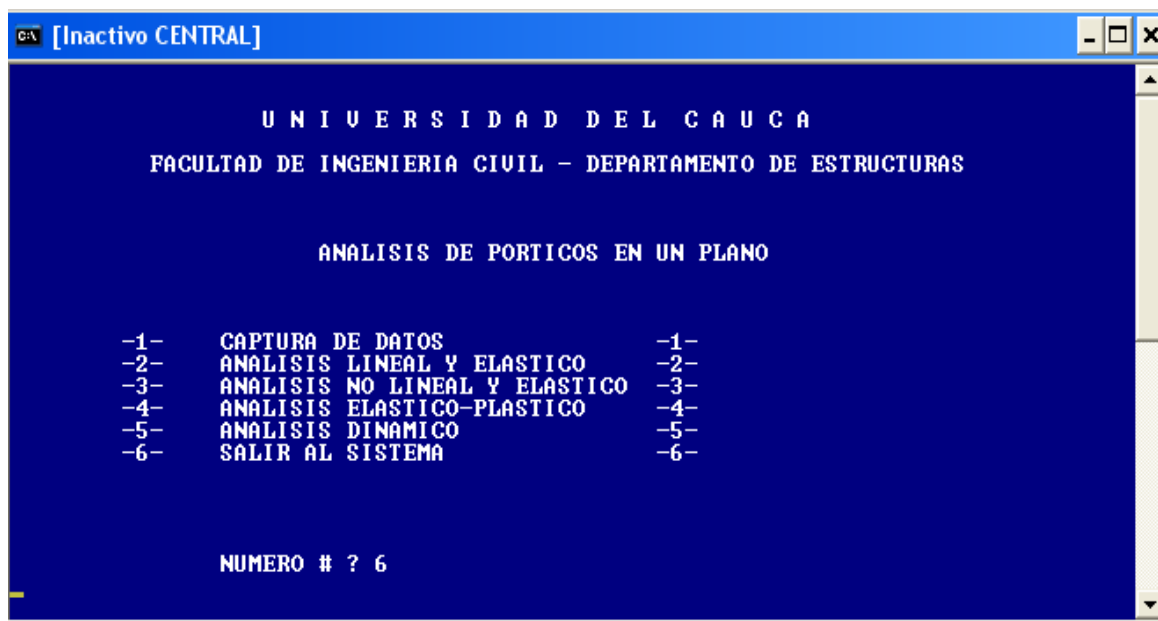 [Inactivo CENTRAL]
U N I V E R S I D A D D E L C A U C A
FACULTAD DE INGENIERIA CIVIL - DEPARTAMENTO DE ESTRUCTURAS
ANALISIS DE PORTICOS EN UN PLANO
-1- CAPTURA DE DATOS -1-
-2- ANALISIS LINEAL Y ELASTICO -2-
-3- ANALISIS NO LINEAL Y ELASTICO -3-
-4- ANALISIS ELASTICO-PLASTICO -4-
-5- ANALISIS DINAMICO -5-
-6- SALIR AL SISTEMA -6-
NUMERO # ? 6